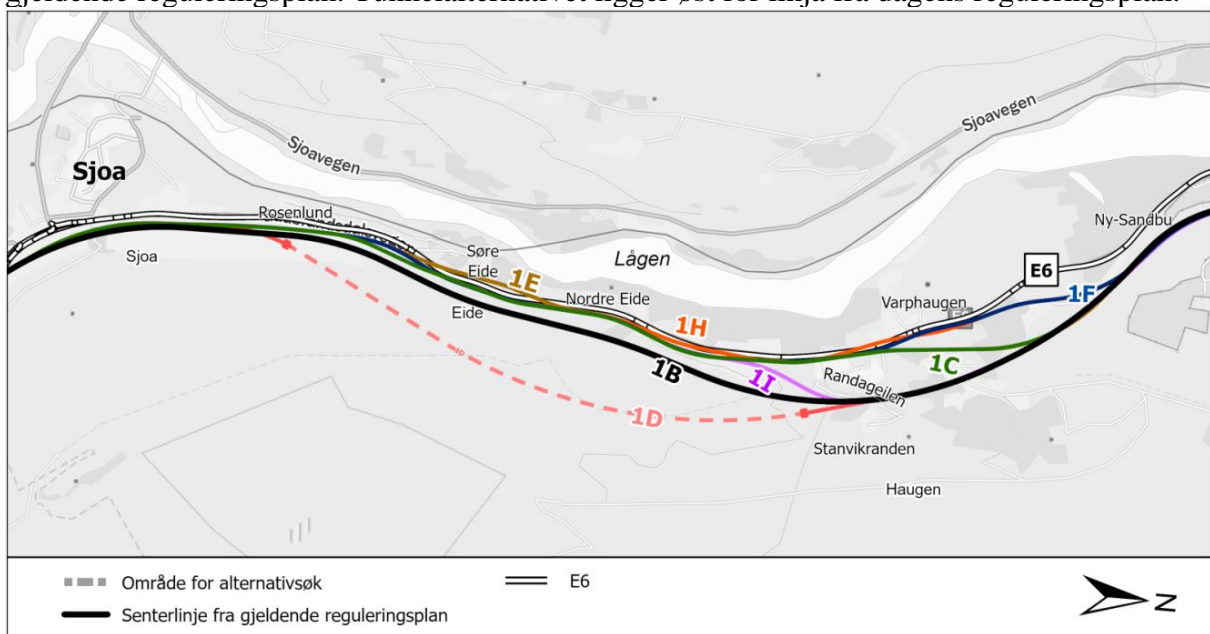 gjeldende reguleringsplan. Tunnelalternativet ligger øst for linja fra dagens reguleringsplan.
Sjoavegen
Sjoavegen
Sjoa
Rosenlund
Ny-Sandbu
Søre
Eide
Lågen
E6
Sjoa
1E
Nordre Eide
Varphaugen
1F
Eide
1H
E6
1B
1I
Randageilen
1C
1D
Stanvikranden
Haugen
Område for alternativsøk
E6
Senterlinje fra gjeldende reguleringsplan
N